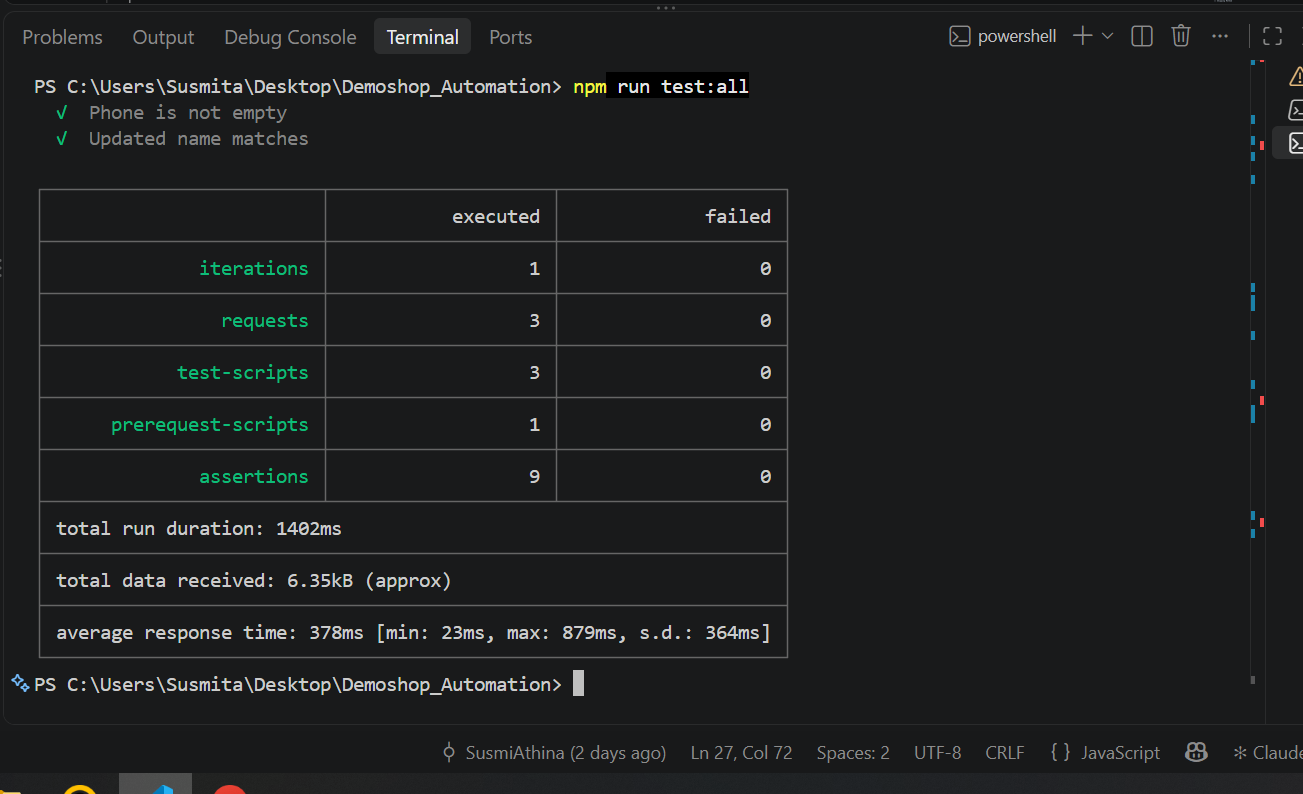 Problems Output Debug Console Terminal Ports powershell
PS C:\Users\Susmita\Desktop\Demoshop_Automation> npm run test:all
√ Phone is not empty
√ Updated name matches
executed failed
iterations 1 0
requests 3 0
test-scripts 3 0
prerequest-scripts 1 0
assertions 9 0
total run duration: 1402ms
total data received: 6.35kB (approx)
average response time: 378ms [min: 23ms, max: 879ms, s.d.: 364ms]
PS C:\Users\Susmita\Desktop\Demoshop_Automation>
SusmiAthina (2 days ago) Ln 27, Col 72 Spaces: 2 UTF-8 CRLF { } JavaScript Claude